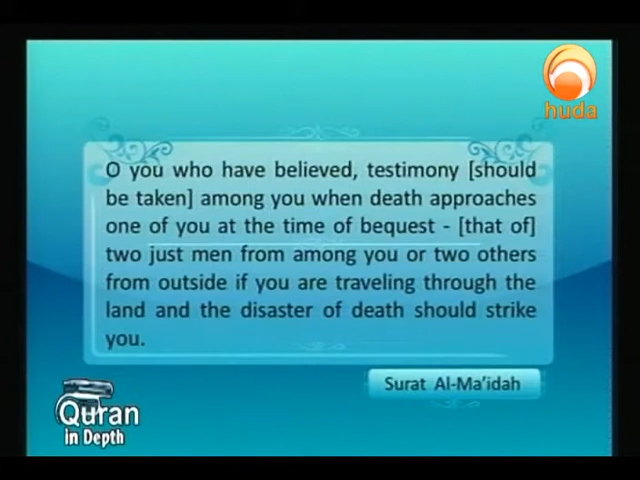 huda
O you who have believed, testimony [should
be taken] among you when death approaches
one of you at the time of bequest - [that of]
two just men from among you or two others
from outside if you are traveling through the
land and the disaster of death should strike
you.
Surat Al-Ma'idah
Quran
in Depth